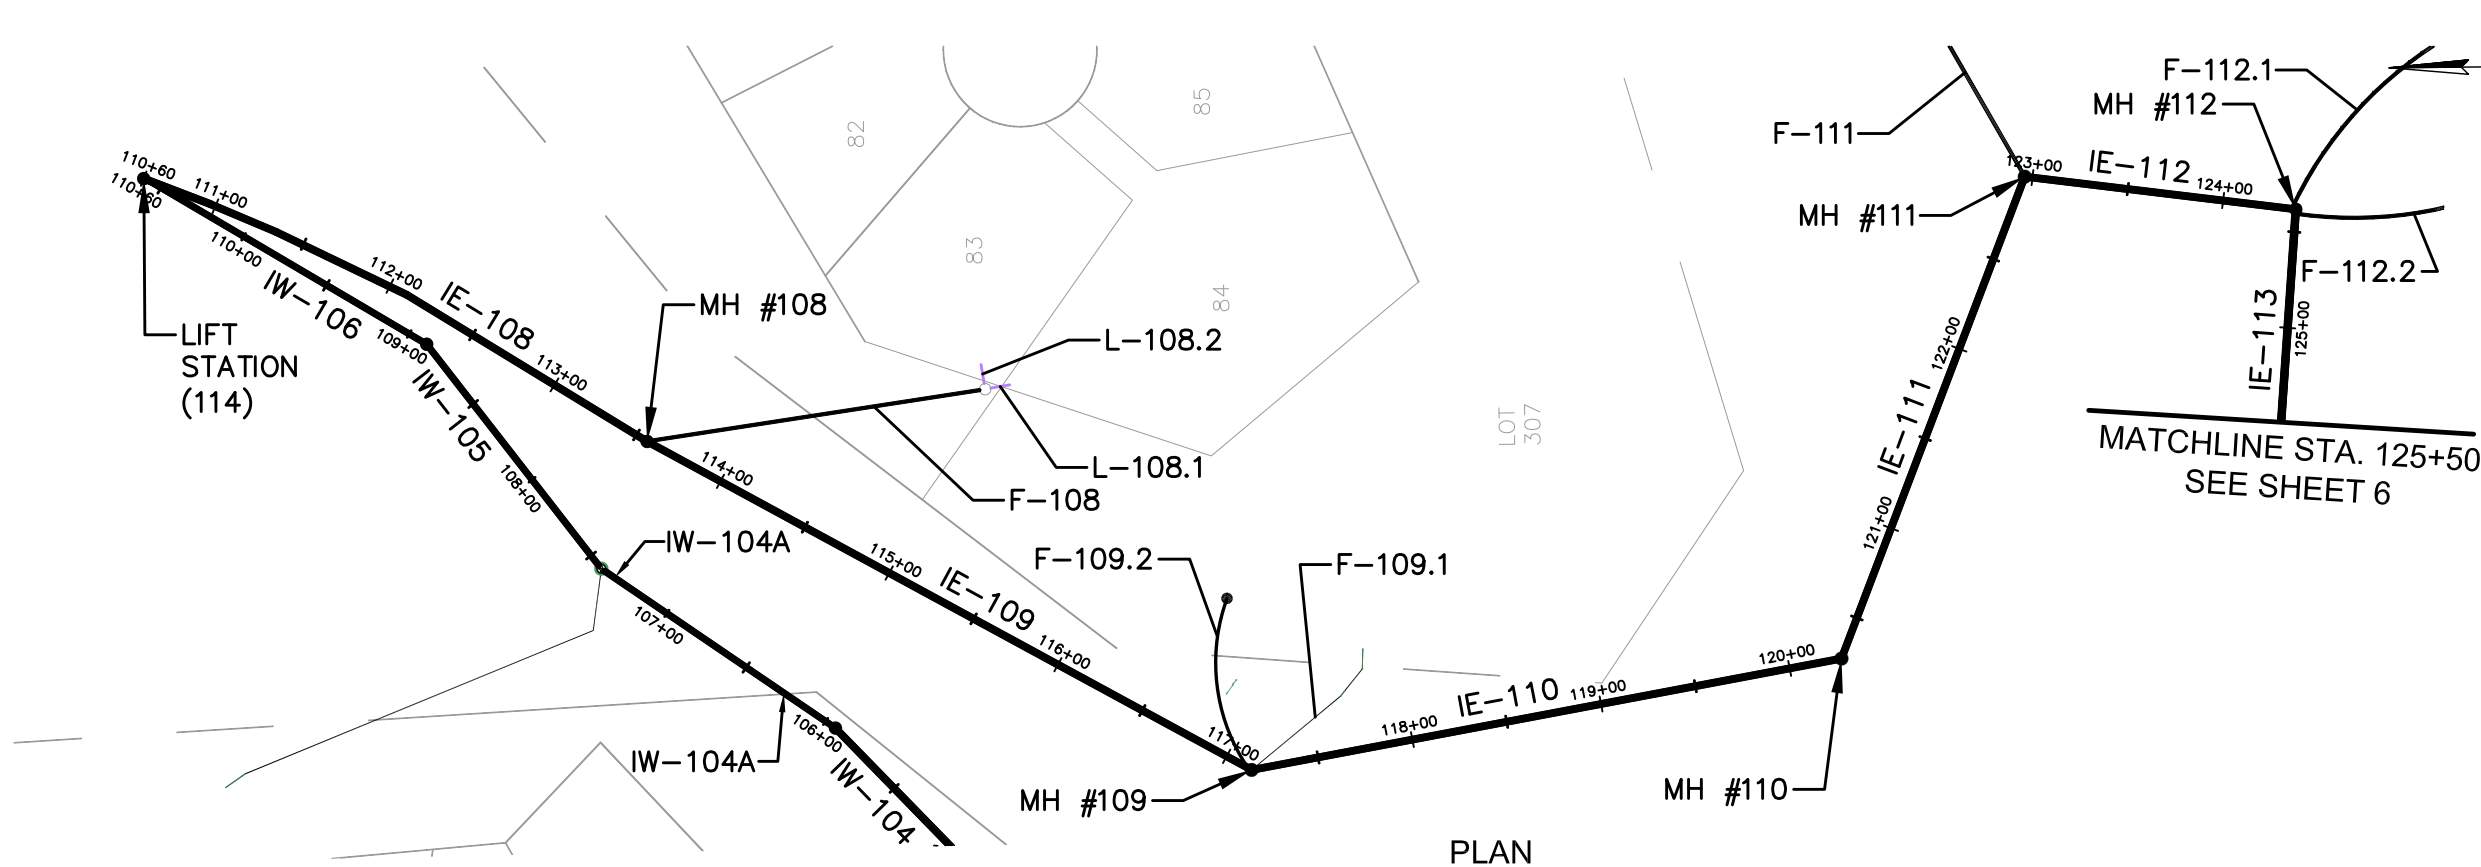 110+60
110+60
111+00
110+00
IW-106
112+00
IE-108
109+00
113+00
LIFT
STATION
(114)
IW-105
108+00
MH #108
82
83
84
85
L-108.2
L-108.1
F-108
114+00
IW-104A
115+00
IE-109
107+00
116+00
F-109.2
F-109.1
106+00
IW-104A
IW-104
117+00
MH #109
118+00
IE-110
119+00
120+00
MH #110
LOT
307
121+00
IE-111
122+00
F-111
MH #111
123+00
IE-112
124+00
F-112.1
MH #112
F-112.2
IE-113
125+00
MATCHLINE STA. 125+50
SEE SHEET 6
PLAN